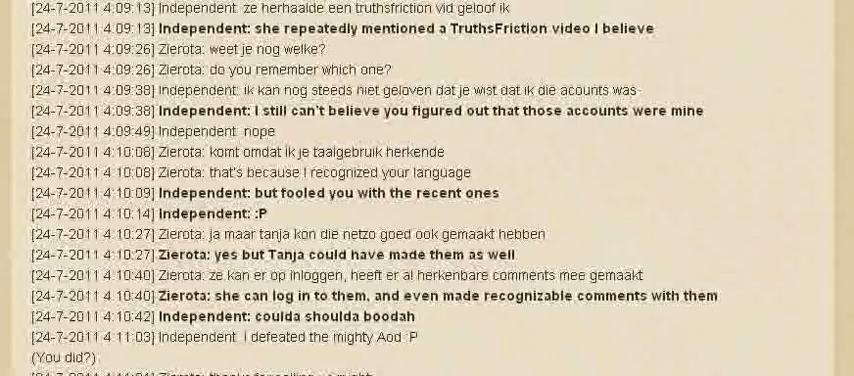 [24-7-2011 4:09:13] Independent: ze herhaalde een truthsfriction vid geloof ik
[24-7-2011 4:09:13] Independent: she repeatedly mentioned a TruthsFriction video I believe
[24-7-2011 4:09:26] Zierota: weet je nog welke?
[24-7-2011 4:09:26] Zierota: do you remember which one?
[24-7-2011 4:09:38] Independent: ik kan nog steeds niet geloven dat je wist dat ik die acounts was
[24-7-2011 4:09:38] Independent: I still can't believe you figured out that those accounts were mine
[24-7-2011 4:09:49] Independent: nope
[24-7-2011 4:10:08] Zierota: komt omdat ik je taalgebruik herkende
[24-7-2011 4:10:08] Zierota: that's because I recognized your language
[24-7-2011 4:10:09] Independent: but fooled you with the recent ones
[24-7-2011 4:10:14] Independent: :P
[24-7-2011 4:10:27] Zierota: ja maar tanja kon die netzo goed ook gemaakt hebben
[24-7-2011 4:10:27] Zierota: yes but Tanja could have made them as well
[24-7-2011 4:10:40] Zierota: ze kan er op inloggen, heeft er al herkenbare comments mee gemaakt
[24-7-2011 4:10:40] Zierota: she can log in to them, and even made recognizable comments with them
[24-7-2011 4:10:42] Independent: coulda shoulda boodah
[24-7-2011 4:11:03] Independent: I defeated the mighty Aod :P
(You did?)